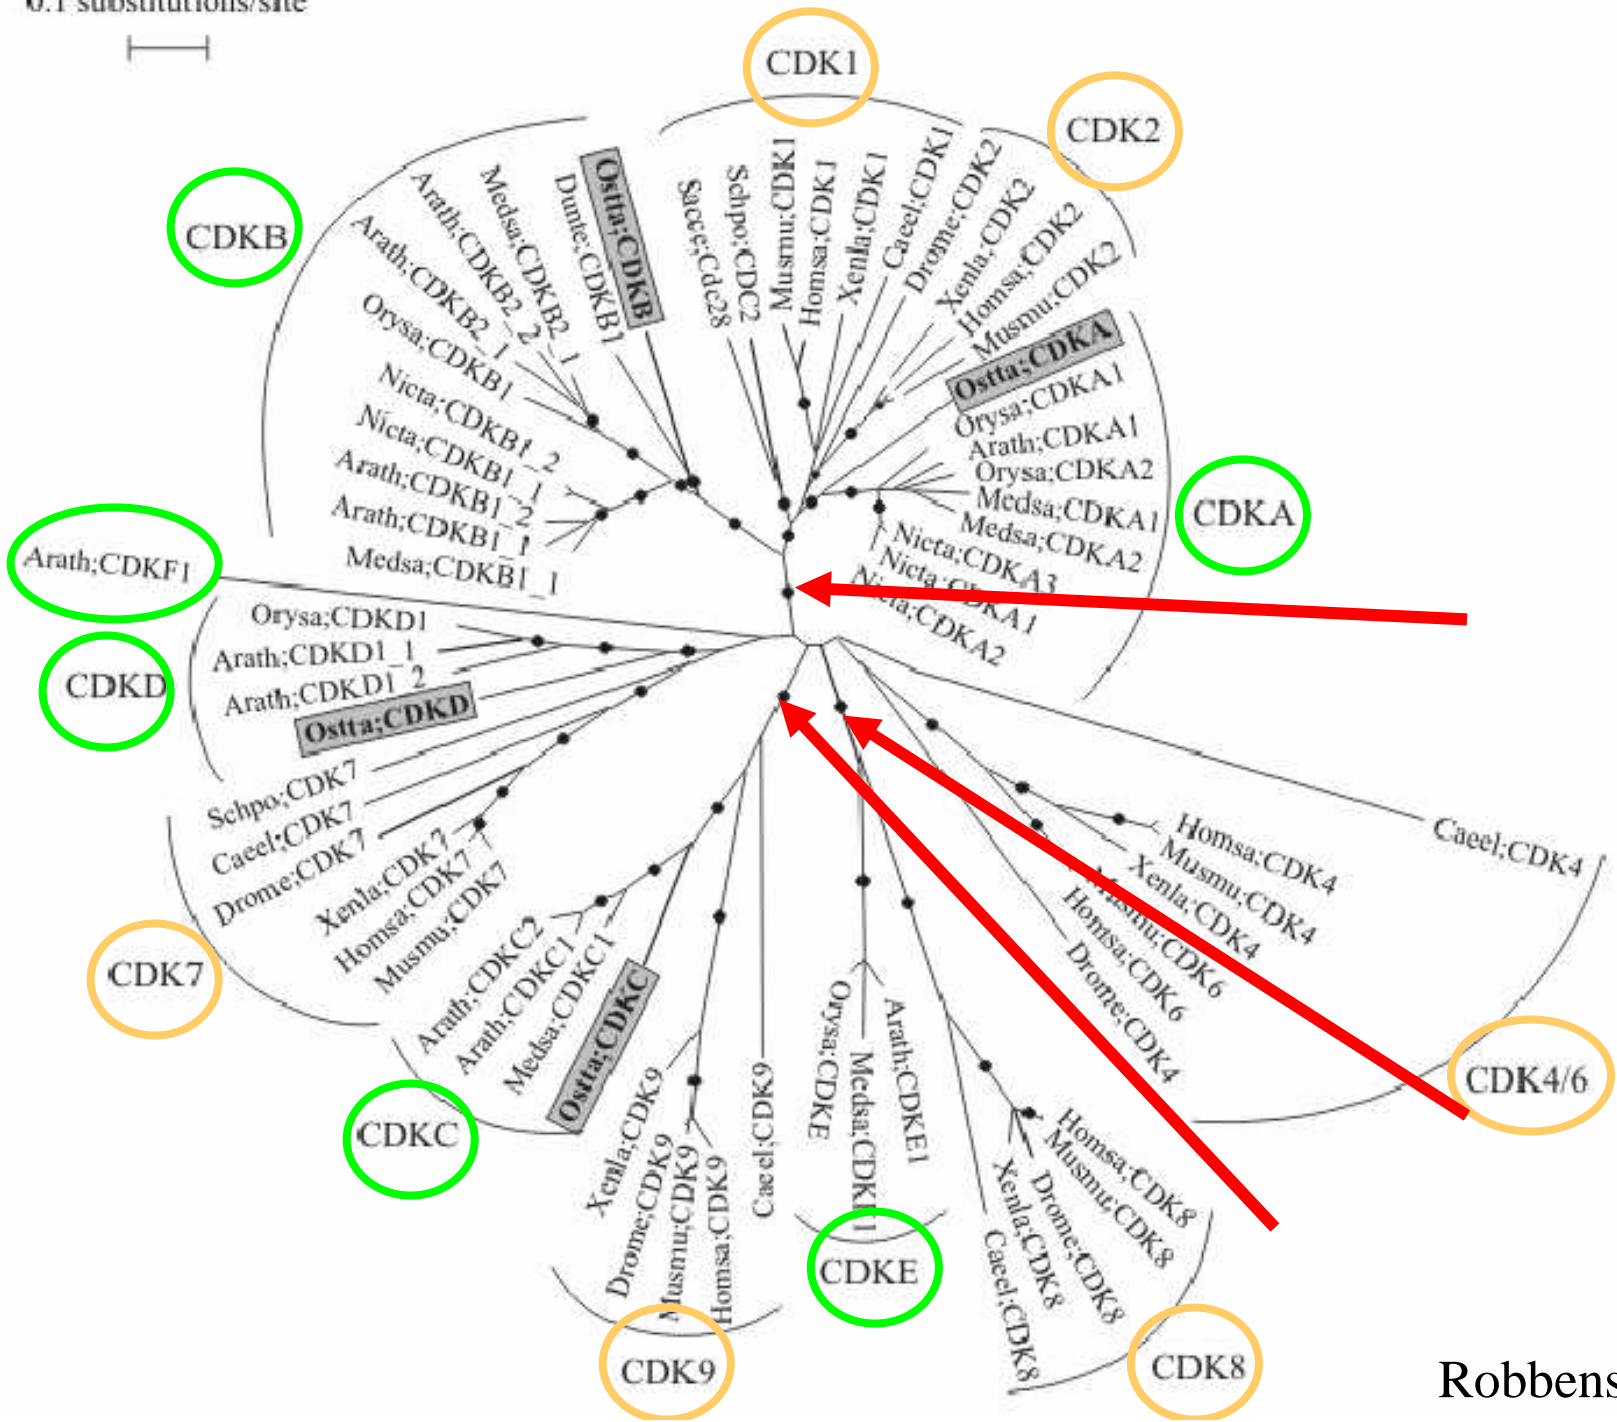 0.1 substitutions/site
CDK1
CDK2
CDKB
Arath;CDKB2_1
Arath;CDKB2_2
Medsa;CDKB2_1
Dunte;CDKB1
Ostta;CDKB
Sacce;Cdc28
Schpo;CDC2
Musmu;CDK1
Homsa;CDK1
Xenla;CDK1
Caeel;CDK1
Drome;CDK2
Xenla;CDK2
Homsa;CDK2
Musmu;CDK2
Ostta;CDKA
Orysa;CDKA1
Arath;CDKA1
Orysa;CDKA2
Medsa;CDKA1
Medsa;CDKA2
Nicta;CDKA3
Nicta;CDKA1
Nicta;CDKA2
CDKA
Orysa;CDKB1
Nicta;CDKB1_2
Nicta;CDKB1_1
Arath;CDKB1_2
Arath;CDKB1_1
Medsa;CDKB1_1
Arath;CDKF1
Orysa;CDKD1
Arath;CDKD1_1
Arath;CDKD1_2
Ostta;CDKD
CDKD
Schpo;CDK7
Caeel;CDK7
Drome;CDK7
Xenla;CDK7
Homsa;CDK7
Musmu;CDK7
CDK7
Arath;CDKC2
Arath;CDKC1
Medsa;CDKC1
Ostta;CDKC
CDKC
Xenla;CDK9
Drome;CDK9
Musmu;CDK9
Homsa;CDK9
Caeel;CDK9
CDK9
Orysa;CDKE
Medsa;CDKE1
Arath;CDKE1
CDKE
Caeel;CDK8
Xenla;CDK8
Drome;CDK8
Musmu;CDK8
Homsa;CDK8
CDK8
Drome;CDK4
Homsa;CDK6
Musmu;CDK6
Xenla;CDK4
Musmu;CDK4
Homsa;CDK4
Caeel;CDK4
CDK4/6
Robbens